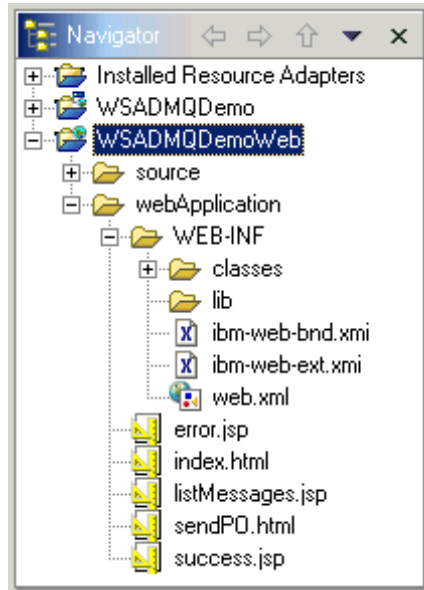 Navigator
Installed Resource Adapters
WSADMQDemo
WSADMQDemoWeb
source
webApplication
WEB-INF
classes
lib
ibm-web-bnd.xmi
ibm-web-ext.xmi
web.xml
error.jsp
index.html
listMessages.jsp
sendPO.html
success.jsp